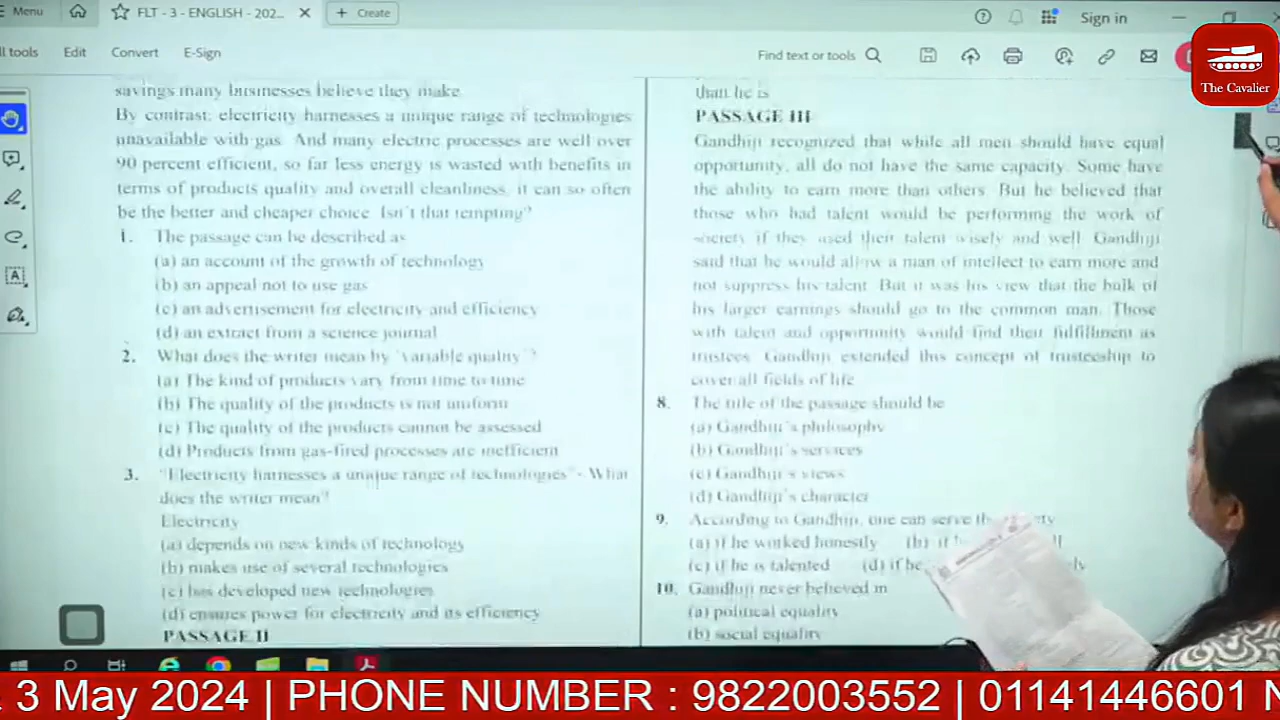 Menu
FLT - 3 - ENGLISH - 202...
Create
Sign in
ll tools
Edit
Convert
E-Sign
Find text or tools
The Cavalier
savings many businesses believe they make
By contrast, electricity harnesses a unique range of technologies
unavailable with gas. And many electric processes are well over
90 percent efficient, so far less energy is wasted with benefits in
terms of products quality and overall cleanliness, it can so often
be the better and cheaper choice. Isn't that tempting?
1. The passage can be described as
(a) an account of the growth of technology
(b) an appeal not to use gas
(c) an advertisement for electricity and efficiency
(d) an extract from a science journal
2. What does the writer mean by 'variable quality'?
(a) The kind of products vary from time to time
(b) The quality of the products is not uniform
(c) The quality of the products cannot be assessed
(d) Products from gas-fired processes are inefficient
3. "Electricity harnesses a unique range of technologies" - What
does the writer mean?
Electricity
(a) depends on new kinds of technology
(b) makes use of several technologies
(c) has developed new technologies
(d) ensures power for electricity and its efficiency
PASSAGE II
than he is
PASSAGE III
Gandhiji recognized that while all men should have equal
opportunity, all do not have the same capacity. Some have
the ability to earn more than others. But he believed that
those who had talent would be performing the work of
society if they used their talent wisely and well. Gandhiji
said that he would allow a man of intellect to earn more and
not suppress his talent. But it was his view that the bulk of
his larger earnings should go to the common man. Those
with talent and opportunity would find their fulfillment as
trustees. Gandhiji extended this concept of trusteeship to
cover all fields of life
8. The title of the passage should be
(a) Gandhiji's philosophy
(b) Gandhiji's services
(c) Gandhiji's views
(d) Gandhiji's character
9. According to Gandhiji, one can serve the
(a) if he worked honestly (b) if
(c) if he is talented (d) if he
10. Gandhiji never believed in
(a) political equality
(b) social equality
3 May 2024 | PHONE NUMBER : 9822003552 | 01141446601 N